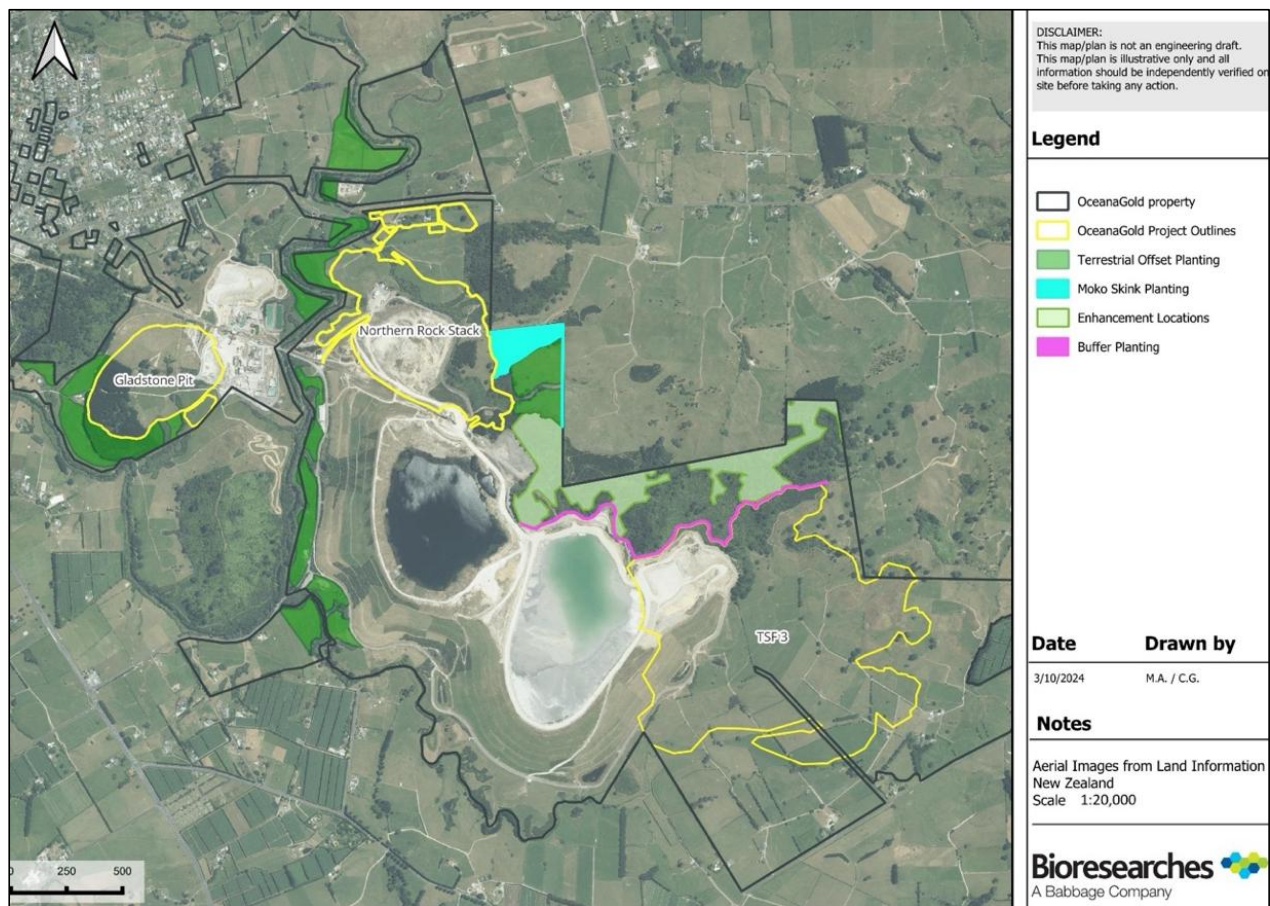 Gladstone Pit
Northern Rock Stack
TSF 3
0 250 500
DISCLAIMER:
This map/plan is not an engineering draft.
This map/plan is illustrative only and all
information should be independently verified on
site before taking any action.
Legend
OceanaGold property
OceanaGold Project Outlines
Terrestrial Offset Planting
Moko Skink Planting
Enhancement Locations
Buffer Planting
Date Drawn by
3/10/2024 M.A. / C.G.
Notes
Aerial Images from Land Information
New Zealand
Scale 1:20,000
Bioresearches
A Babbage Company